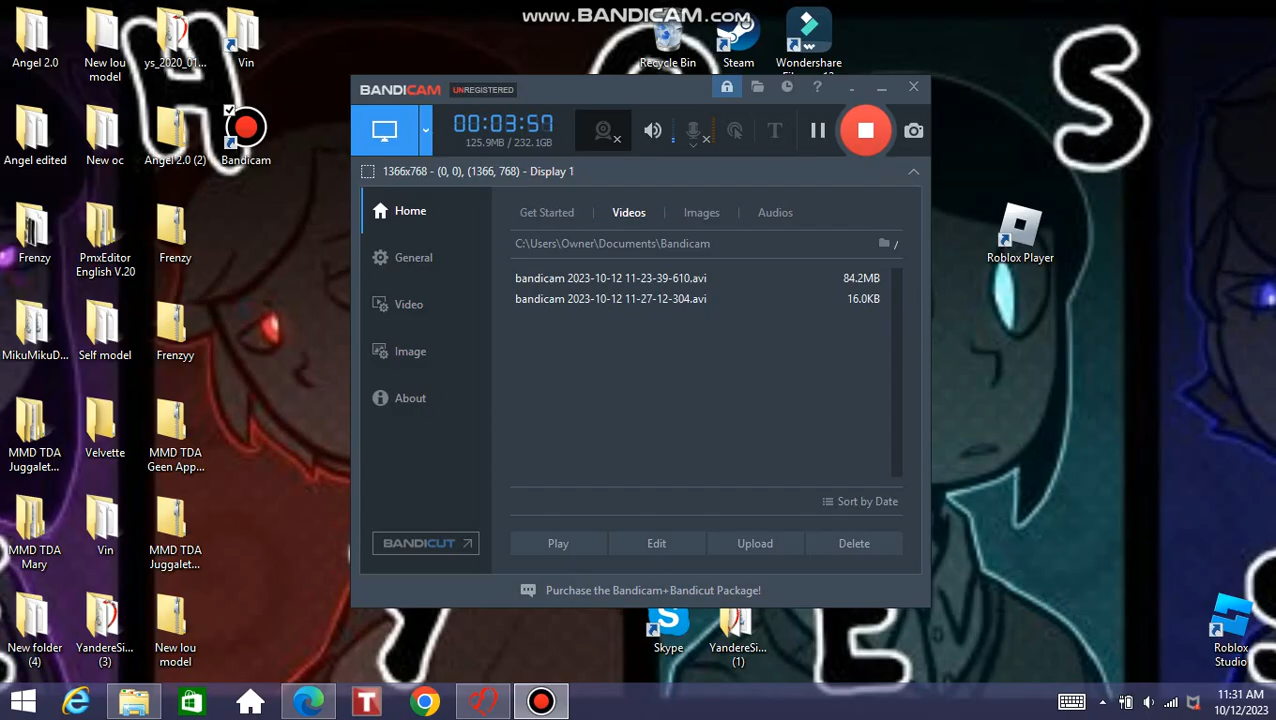 www.BANDICAM.com
Angel 2.0
New lou
model
ys_2020_01...
Vin
Recycle Bin
Steam
Wondershare
Angel edited
New oc
Angel 2.0 (2)
Bandicam
Frenzy
PmxEditor
English V.20
Frenzy
MikuMikuD...
Self model
Frenzyy
MMD TDA
Juggalet...
Velvette
MMD TDA
Geen App...
MMD TDA
Mary
Vin
MMD TDA
Juggalet...
New folder
(4)
YandereSi...
(3)
New lou
model
BANDICAM UNREGISTERED
?
00:03:57
125.9MB / 232.1GB
T
1366x768 - (0, 0), (1366, 768) - Display 1
Home
General
Video
Image
About
BANDICUT
Get Started
Videos
Images
Audios
C:\Users\Owner\Documents\Bandicam
/
bandicam 2023-10-12 11-23-39-610.avi 84.2MB
bandicam 2023-10-12 11-27-12-304.avi 16.0KB
Sort by Date
Play
Edit
Upload
Delete
Purchase the Bandicam+Bandicut Package!
Roblox Player
Skype
YandereSi...
(1)
Roblox
Studio
H
S
E
T
11:31 AM
10/12/2023